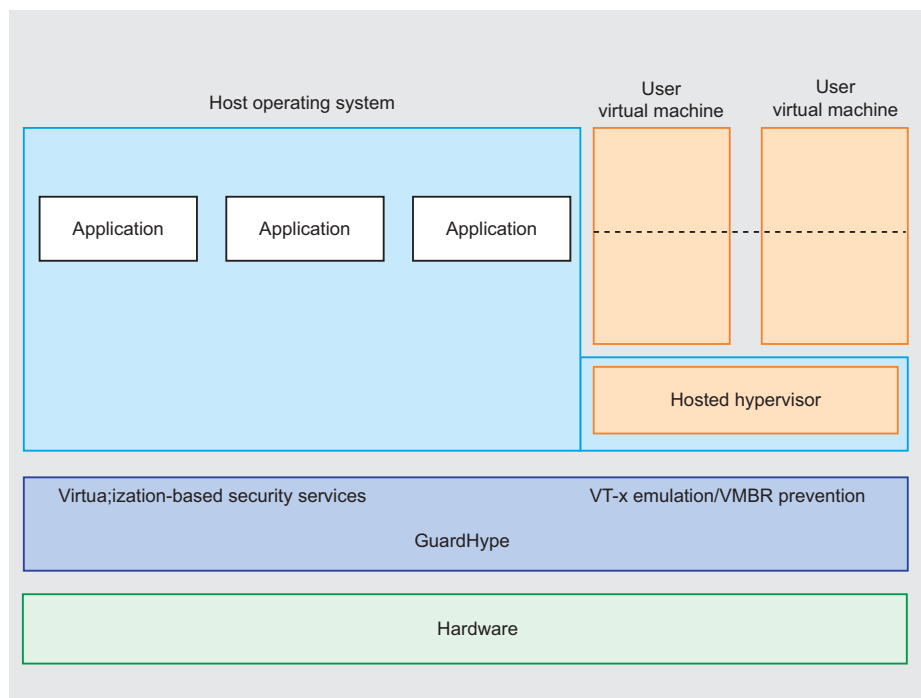 Host operating system
User
virtual machine
User
virtual machine
Application
Application
Application
Hosted hypervisor
Virtua;ization-based security services
VT-x emulation/VMBR prevention
GuardHype
Hardware